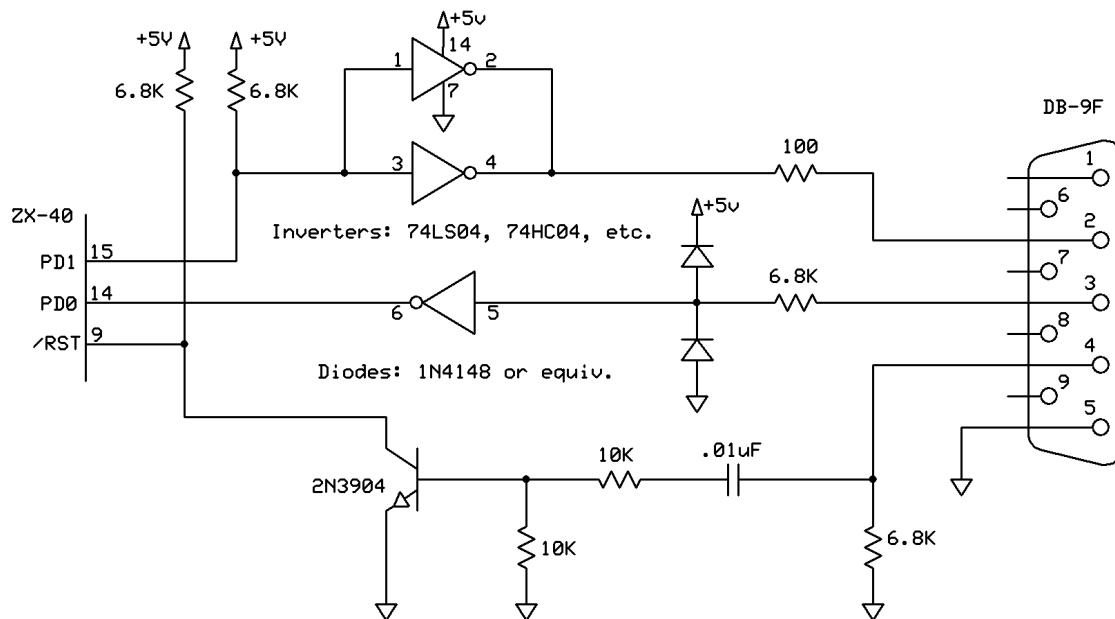 +5V
+5V
+5v
14
1
2
7
6.8K
6.8K
DB-9F
3
4
100
1
6
ZX-40
Inverters: 74LS04, 74HC04, etc.
+5v
2
PD1
15
7
6.8K
PD0
14
6
5
3
/RST
9
8
4
Diodes: 1N4148 or equiv.
9
5
10K
.01uF
2N3904
10K
6.8K